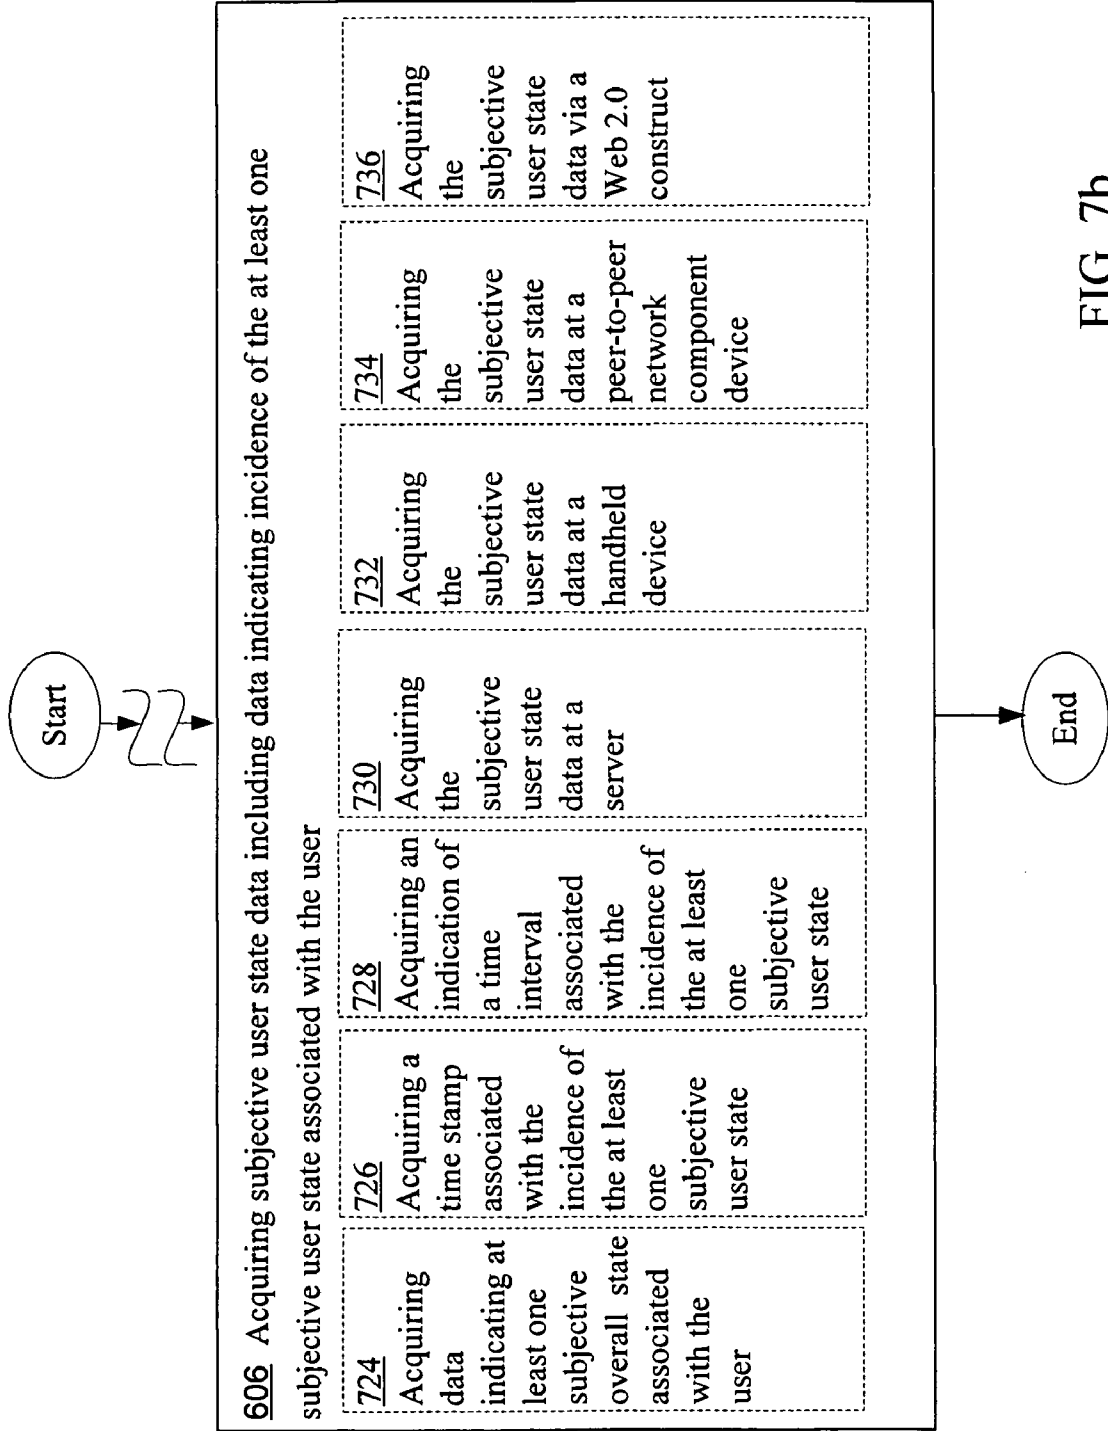 Start
606 Acquiring subjective user state data including data indicating incidence of the at least one
subjective user state associated with the user
724
Acquiring
data
indicating at
least one
subjective
overall state
associated
with the
user
726
Acquiring a
time stamp
associated
with the
incidence of
the at least
one
subjective
user state
728
Acquiring an
indication of
a time
interval
associated
with the
incidence of
the at least
one
subjective
user state
730
Acquiring
the
subjective
user state
data at a
server
732
Acquiring
the
subjective
user state
data at a
handheld
device
734
Acquiring
the
subjective
user state
data at a
peer-to-peer
network
component
device
736
Acquiring
the
subjective
user state
data via a
Web 2.0
construct
End
FIG. 7b